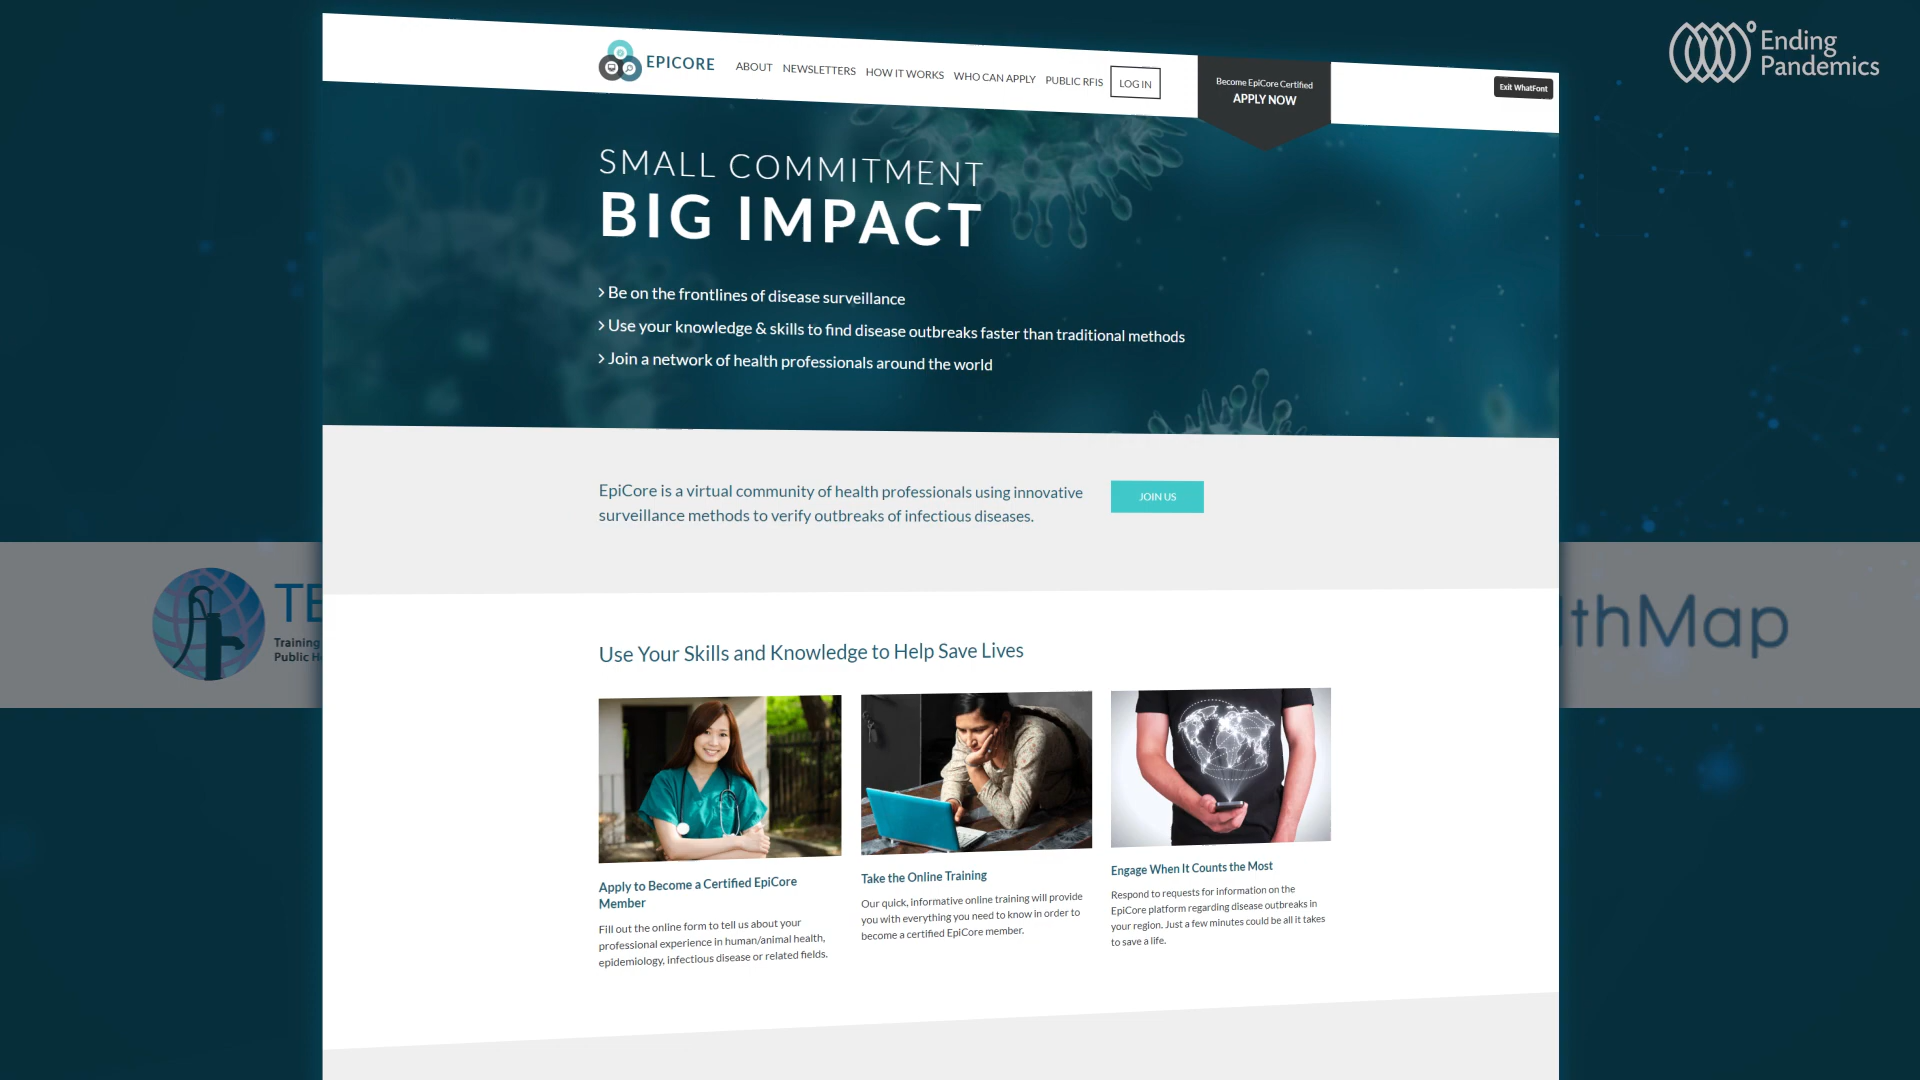 EPICORE
ABOUT
NEWSLETTERS
HOW IT WORKS
WHO CAN APPLY
PUBLIC RFIS
LOG IN
Become EpiCore Certified
APPLY NOW
Exit WhatFont
Ending
Pandemics
SMALL COMMITMENT
BIG IMPACT
Be on the frontlines of disease surveillance
Use your knowledge & skills to find disease outbreaks faster than traditional methods
Join a network of health professionals around the world
EpiCore is a virtual community of health professionals using innovative
surveillance methods to verify outbreaks of infectious diseases.
JOIN US
TE
Training
Public H
lthMap
Use Your Skills and Knowledge to Help Save Lives
Apply to Become a Certified EpiCore
Member
Fill out the online form to tell us about your
professional experience in human/animal health,
epidemiology, infectious disease or related fields.
Take the Online Training
Our quick, informative online training will provide
you with everything you need to know in order to
become a certified EpiCore member.
Engage When It Counts the Most
Respond to requests for information on the
EpiCore platform regarding disease outbreaks in
your region. Just a few minutes could be all it takes
to save a life.